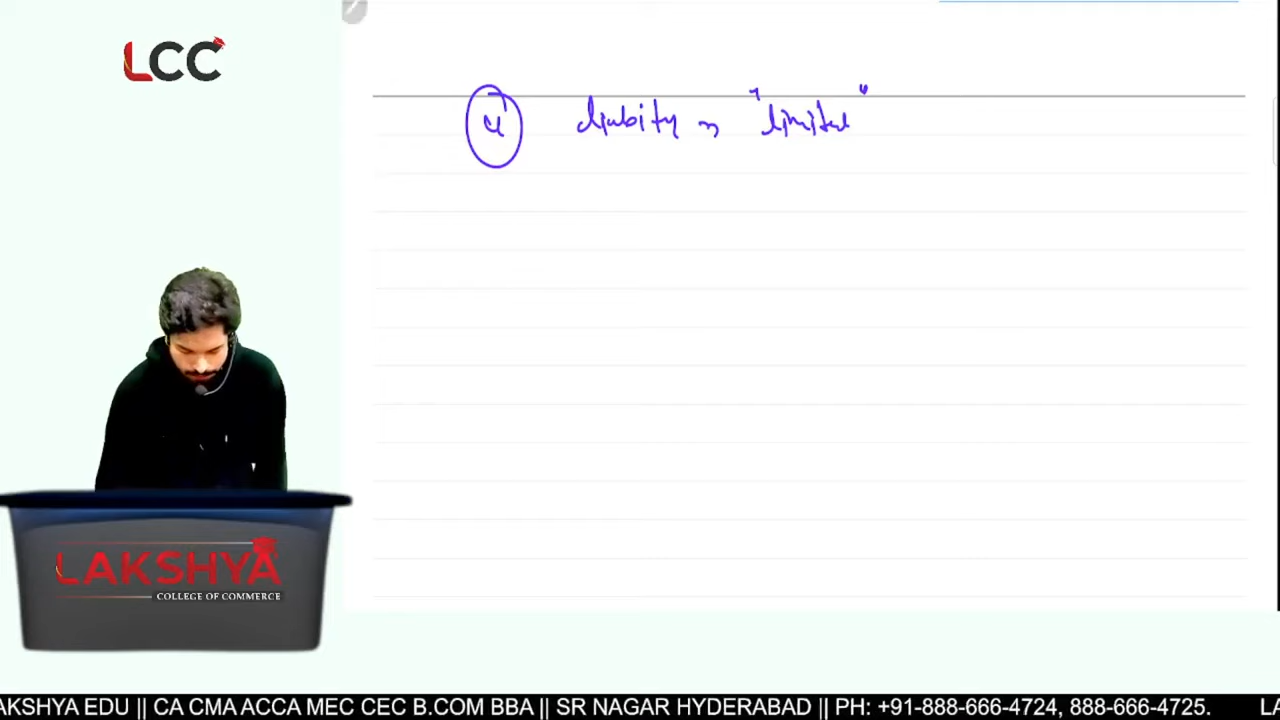 LCC
4 liability → "limited"
LAKSHYA
COLLEGE OF COMMERCE
AKSHYA EDU || CA CMA ACCA MEC CEC B.COM BBA || SR NAGAR HYDERABAD || PH: +91-888-666-4724, 888-666-4725. LA